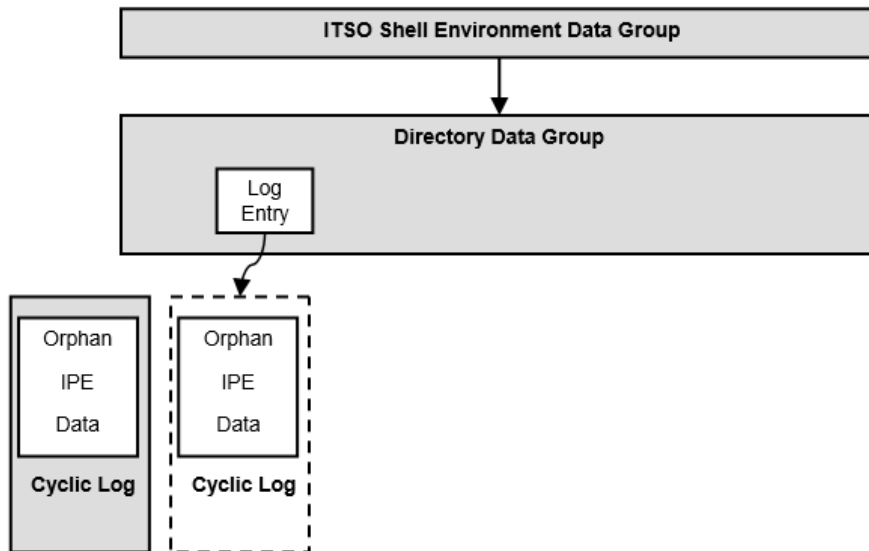 ITSO Shell Environment Data Group
Directory Data Group
Log
Entry
Orphan
IPE
Data
Cyclic Log
Orphan
IPE
Data
Cyclic Log